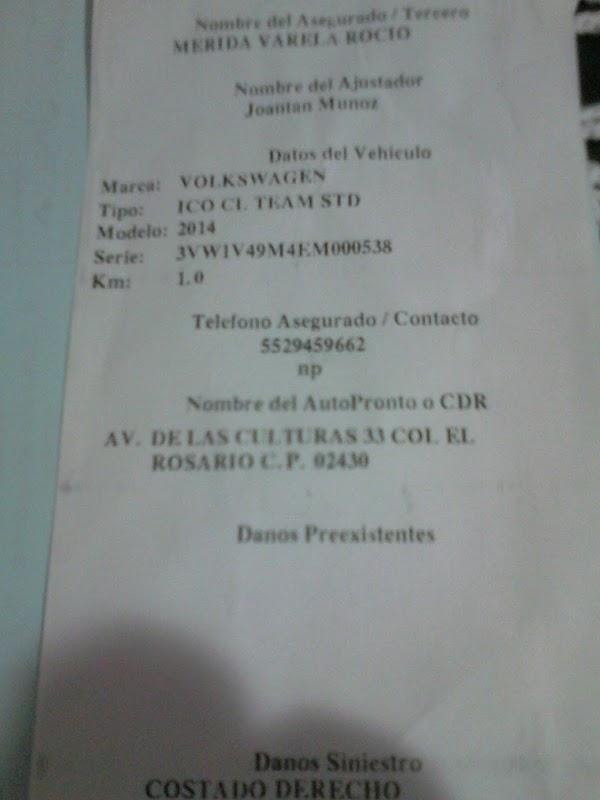 Nombre del Asegurado / Tercero
MERIDA VARELA ROCIO
Nombre del Ajustador
Joantan Munoz
Datos del Vehiculo
Marca: VOLKSWAGEN
Tipo: ICO CL TEAM STD
Modelo: 2014
Serie: 3VW1V49M4EM000538
Km: 1.0
Telefono Asegurado / Contacto
5529459662
np
Nombre del AutoPronto o CDR
AV. DE LAS CULTURAS 33 COL EL
ROSARIO C.P. 02430
Danos Preexistentes
Danos Siniestro
COSTADO DERECHO